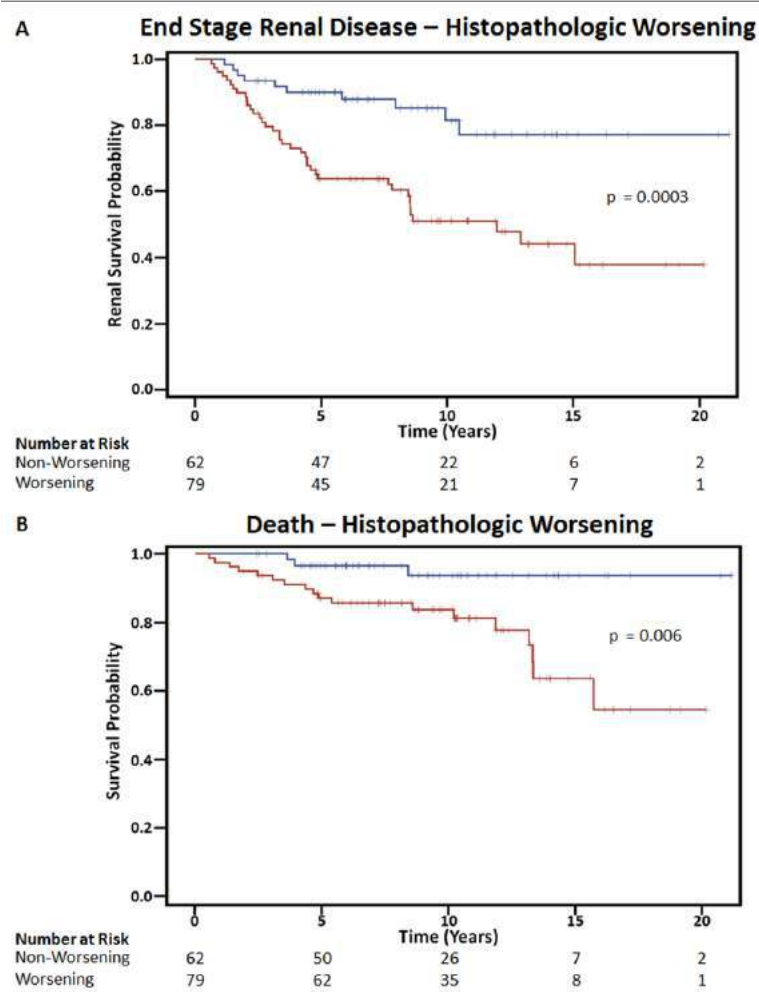 A
End Stage Renal Disease – Histopathologic Worsening
1.0
0.8
0.6
0.4
0.2
0.0
Renal Survival Probability
p = 0.0003
0 5 10 15 20
Time (Years)
Number at Risk
Non-Worsening 62 47 22 6 2
Worsening 79 45 21 7 1
B
Death – Histopathologic Worsening
1.0
0.8
0.6
0.4
0.2
0.0
Survival Probability
p = 0.006
0 5 10 15 20
Time (Years)
Number at Risk
Non-Worsening 62 50 26 7 2
Worsening 79 62 35 8 1